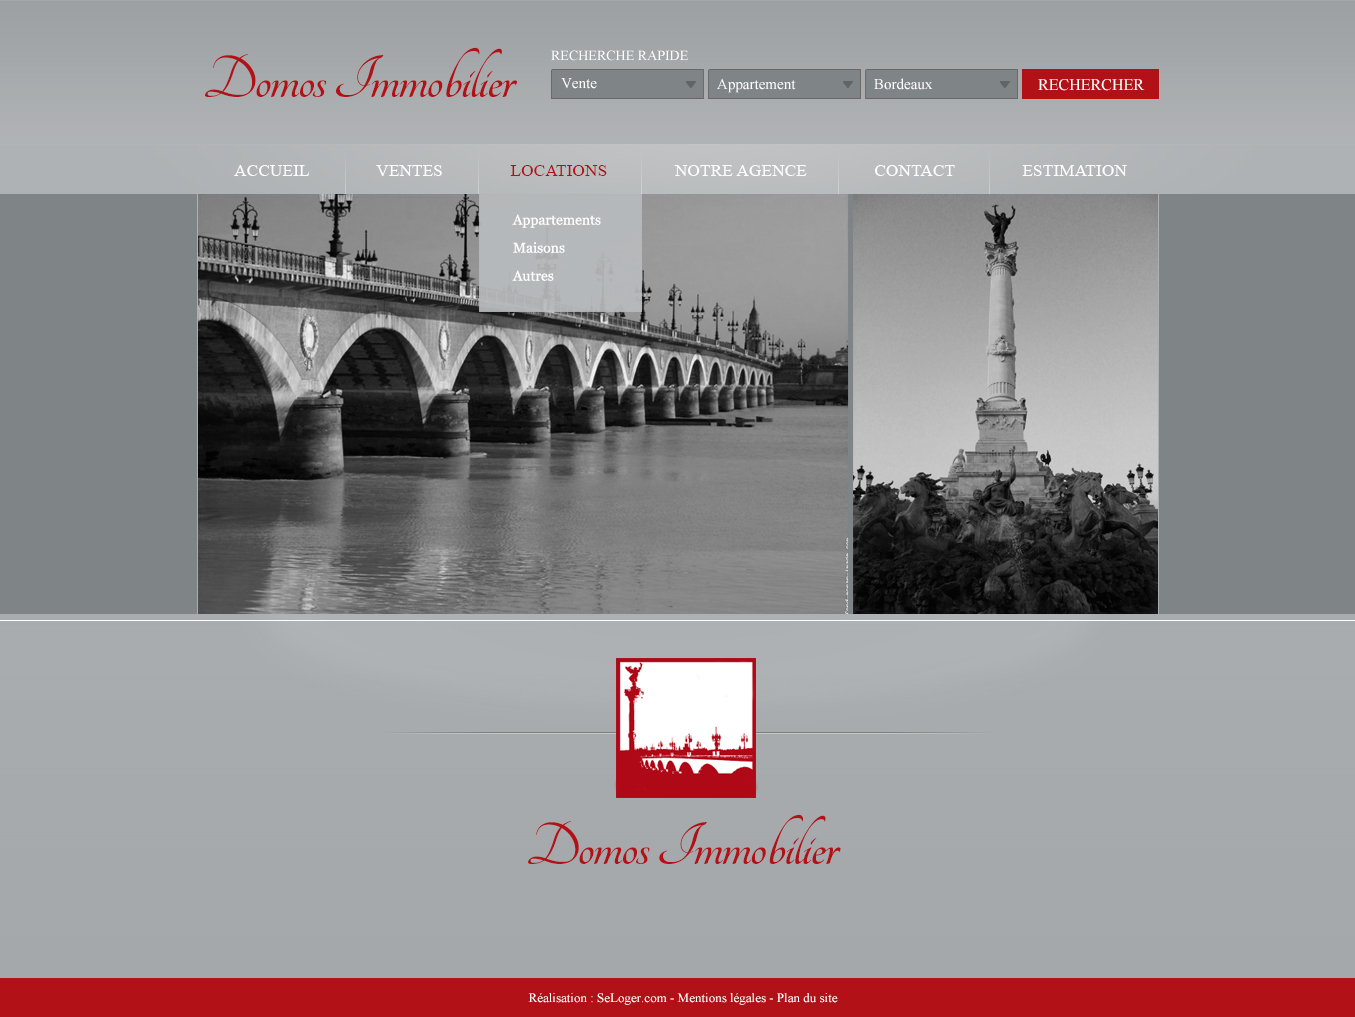 Domos Immobilier
RECHERCHE RAPIDE
Vente
Appartement
Bordeaux
RECHERCHER
ACCUEIL
VENTES
LOCATIONS
NOTRE AGENCE
CONTACT
ESTIMATION
Appartements
Maisons
Autres
Domos Immobilier
Réalisation : SeLoger.com - Mentions légales - Plan du site